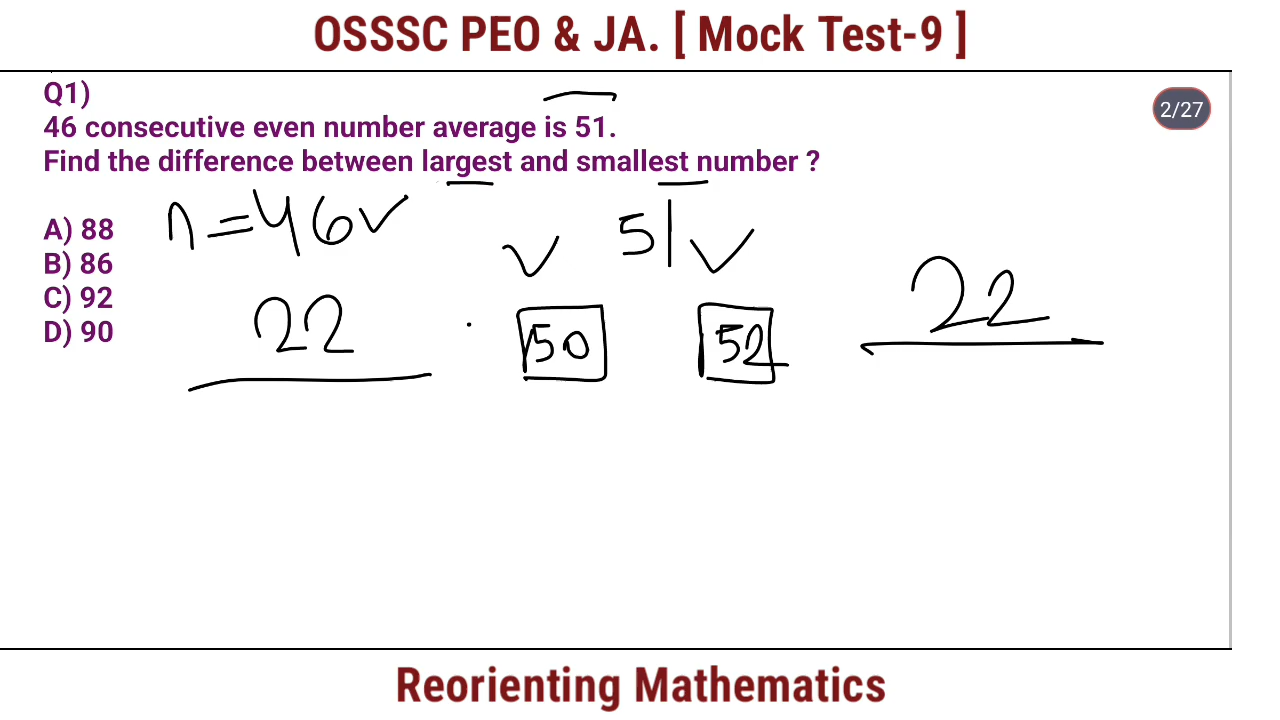 OSSSC PEO & JA. [ Mock Test-9 ]
Q1)
2/27
46 consecutive even number average is 51.
Find the difference between largest and smallest number ?
A) 88
B) 86
C) 92
D) 90
n=46
51
22
50
52
22
Reorienting Mathematics